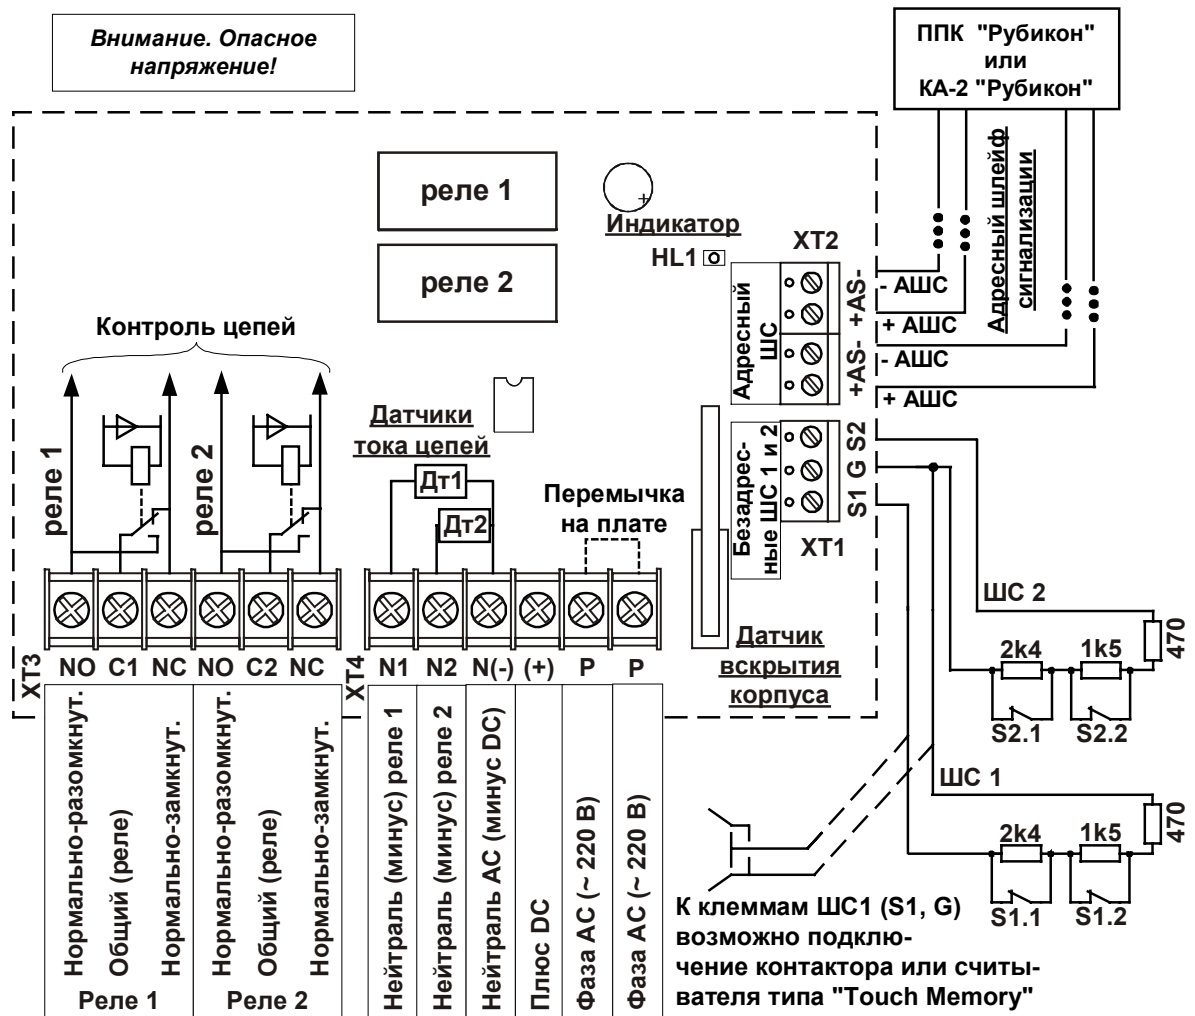 Внимание. Опасное
напряжение!
ППК "Рубикон"
или
КА-2 "Рубикон"
Адресный шлейф
сигнализации
реле 1
реле 2
+
Индикатор
HL1
XT2
Адресный
ШС
+AS-
+AS-
- АШС
+ АШС
- АШС
+ АШС
Контроль цепей
реле 1
реле 2
Датчики
тока цепей
Дт1
Дт2
Перемычка
на плате
Безадрес-
ные ШС 1 и 2
S1 G S2
XT1
Датчик
вскрытия
корпуса
XT3
NO C1 NC NO C2 NC
XT4
N1 N2 N(-) (+) P P
Нормально-разомкнут.
Общий (реле)
Нормально-замкнут.
Нормально-разомкнут.
Общий (реле)
Нормально-замкнут.
Реле 1
Реле 2
Нейтраль (минус) реле 1
Нейтраль (минус) реле 2
Нейтраль AC (минус DC)
Плюс DC
Фаза AC (~ 220 В)
Фаза AC (~ 220 В)
ШС 2
2k4
1k5
470
S2.1
S2.2
ШС 1
2k4
1k5
470
S1.1
S1.2
К клеммам ШС1 (S1, G)
возможно подклю-
чение контактора или считы-
вателя типа "Touch Memory"